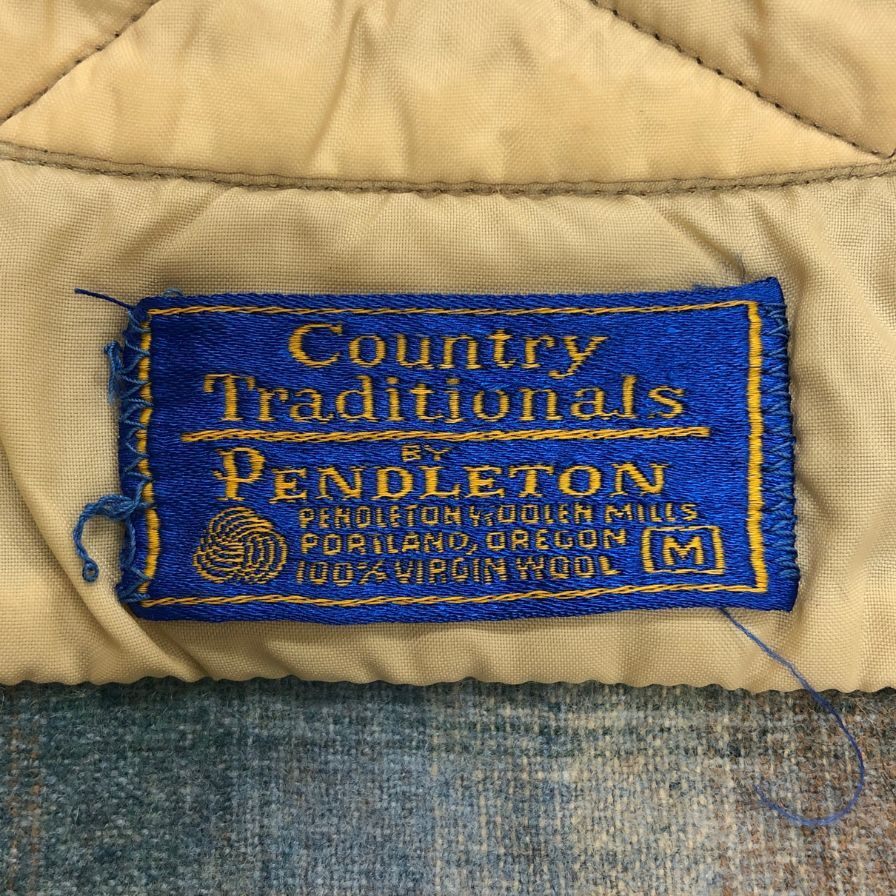 Country
Traditionals
BY
PENDLETON
PENDLETON WOOLEN MILLS
PORTLAND, OREGON
100% VIRGIN WOOL
M